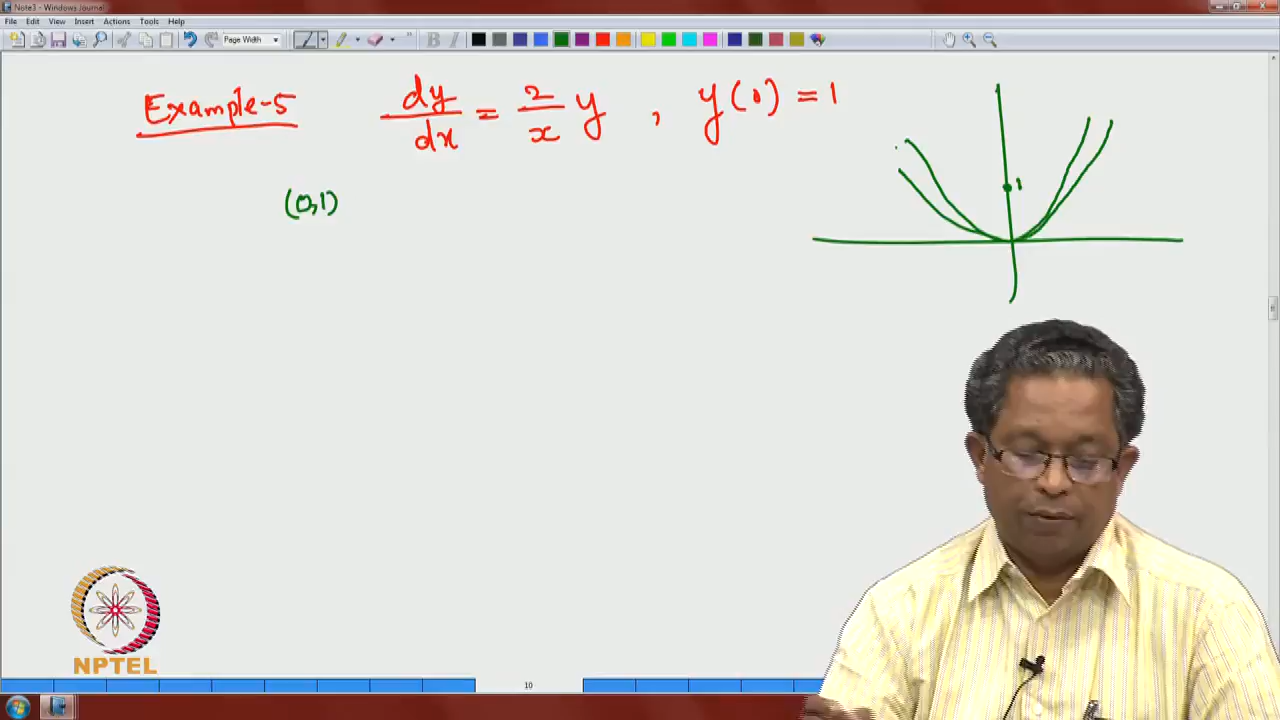 Note1 - Windows Journal
File Edit View Insert Actions Tools Help
Page Width
B I
Example-5 dy/dx = 2/x y , y(0) = 1
(0,1)
1
NPTEL
10